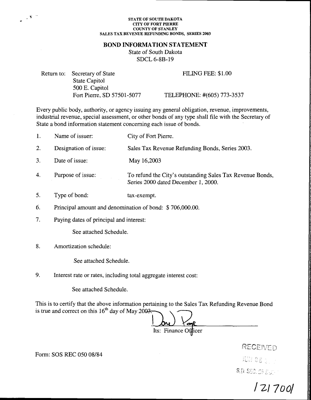 STATE OF SOUTH DAKOTA
CITY OF FORT PIERRE
COUNTY OF STANLEY
SALES TAX REVENUE REFUNDING BONDS, SERIES 2003
BOND INFORMATION STATEMENT
State of South Dakota
SDCL 6-8B-19
Return to: Secretary of State FILING FEE: $1.00
State Capitol
500 E. Capitol
Fort Pierre, SD 57501-5077 TELEPHONE: #(605) 773-3537
Every public body, authority, or agency issuing any general obligation, revenue, improvements,
industrial revenue, special assessment, or other bonds of any type shall file with the Secretary of
State a bond information statement concerning each issue of bonds.
1. Name of issuer: City of Fort Pierre.
2. Designation of issue: Sales Tax Revenue Refunding Bonds, Series 2003.
3. Date of issue: May 16,2003
4. Purpose of issue: To refund the City's outstanding Sales Tax Revenue Bonds,
Series 2000 dated December 1, 2000.
5. Type of bond: tax-exempt.
6. Principal amount and denomination of bond: $ 706,000.00.
7. Paying dates of principal and interest:
See attached Schedule.
8. Amortization schedule:
See attached Schedule.
9. Interest rate or rates, including total aggregate interest cost:
See attached Schedule.
This is to certify that the above information pertaining to the Sales Tax Refunding Revenue Bond
is true and correct on this 16th day of May 2003.
Its: Finance Officer
RECEIVED
Form: SOS REC 050 08/84
121700/